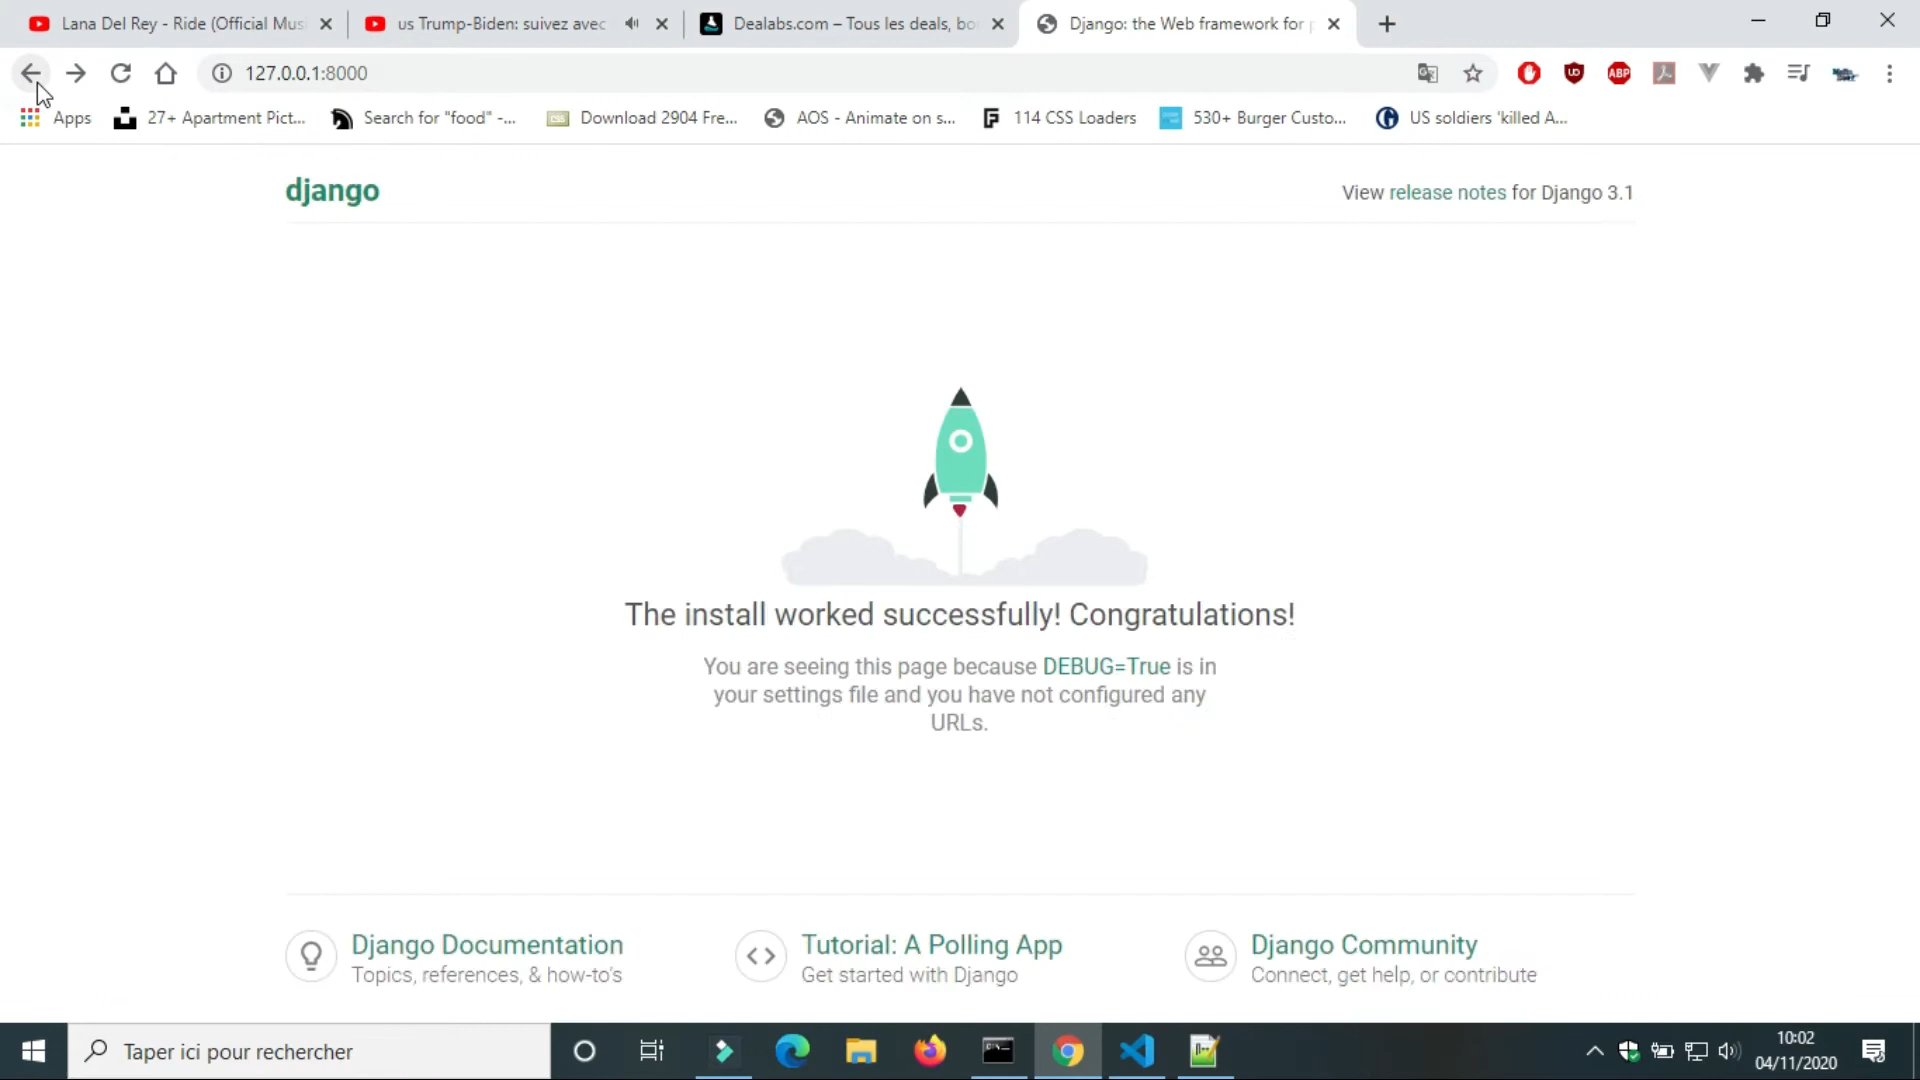 Lana Del Rey - Ride (Official Mus
us Trump-Biden: suivez avec
Dealabs.com – Tous les deals, bo
Django: the Web framework for p
127.0.0.1:8000
ABP
Apps
27+ Apartment Pict...
Search for "food" -...
Download 2904 Fre...
AOS - Animate on s...
114 CSS Loaders
530+ Burger Custo...
US soldiers 'killed A...
django
View release notes for Django 3.1
The install worked successfully! Congratulations!
You are seeing this page because DEBUG=True is in
your settings file and you have not configured any
URLs.
Django Documentation
Topics, references, & how-to's
Tutorial: A Polling App
Get started with Django
Django Community
Connect, get help, or contribute
Taper ici pour rechercher
10:02
04/11/2020